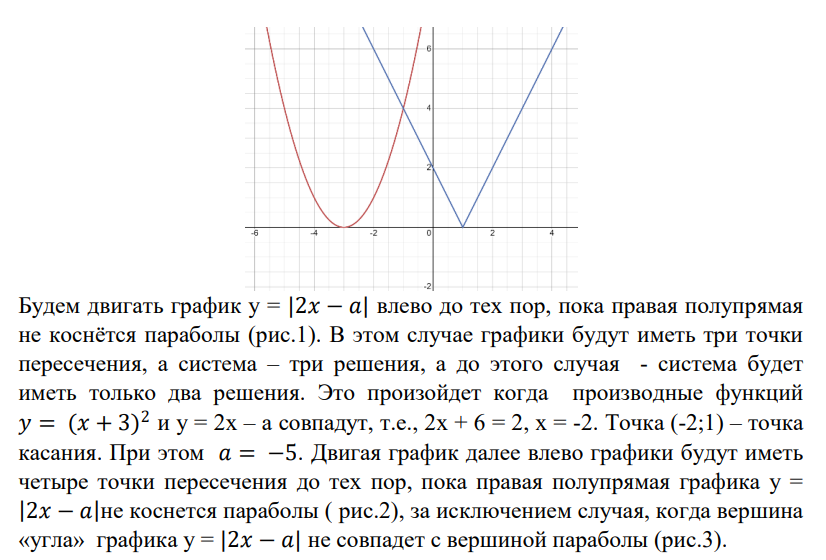 6
4
2
-6
-4
-2
0
2
4
-2
Будем двигать график y = |2x − a| влево до тех пор, пока правая полупрямая
не коснётся параболы (рис.1). В этом случае графики будут иметь три точки
пересечения, а система – три решения, а до этого случая - система будет
иметь только два решения. Это произойдет когда производные функций
y = (x + 3)² и y = 2x – a совпадут, т.е., 2x + 6 = 2, x = -2. Точка (-2;1) – точка
касания. При этом a = −5. Двигая график далее влево графики будут иметь
четыре точки пересечения до тех пор, пока правая полупрямая графика y =
|2x − a|не коснется параболы ( рис.2), за исключением случая, когда вершина
«угла» графика y = |2x − a| не совпадет с вершиной параболы (рис.3).